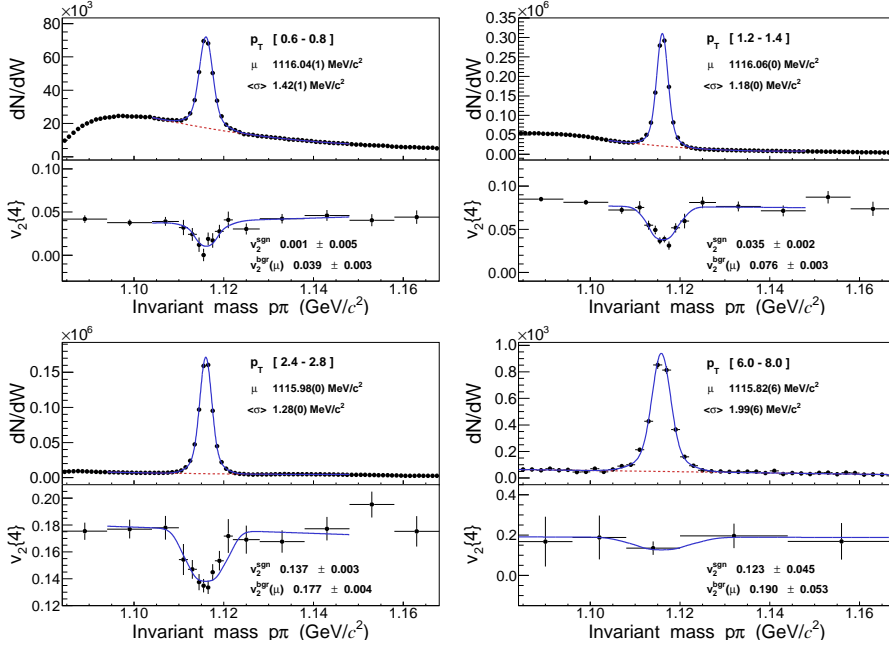 ×10³
80
60
40
20
0
dN/dW
p_T [ 0.6 - 0.8 ]
μ 1116.04(1) MeV/c²
<σ> 1.42(1) MeV/c²
0.10
0.05
0.00
v₂{4}
v₂^sgn 0.001 ± 0.005
v₂^bgr(μ) 0.039 ± 0.003
1.10 1.12 1.14 1.16
Invariant mass pπ (GeV/c²)
×10⁶
0.35
0.3
0.25
0.2
0.15
0.1
0.05
0.00
dN/dW
p_T [ 1.2 - 1.4 ]
μ 1116.06(0) MeV/c²
<σ> 1.18(0) MeV/c²
0.15
0.10
0.05
0.00
v₂{4}
v₂^sgn 0.035 ± 0.002
v₂^bgr(μ) 0.076 ± 0.003
1.10 1.12 1.14 1.16
Invariant mass pπ (GeV/c²)
×10⁶
0.15
0.10
0.05
0.00
dN/dW
p_T [ 2.4 - 2.8 ]
μ 1115.98(0) MeV/c²
<σ> 1.28(0) MeV/c²
0.20
0.18
0.16
0.14
0.12
v₂{4}
v₂^sgn 0.137 ± 0.003
v₂^bgr(μ) 0.177 ± 0.004
1.10 1.12 1.14 1.16
Invariant mass pπ (GeV/c²)
×10³
1.0
0.8
0.6
0.4
0.2
0.0
dN/dW
p_T [ 6.0 - 8.0 ]
μ 1115.82(6) MeV/c²
<σ> 1.99(6) MeV/c²
0.4
0.2
0.0
v₂{4}
v₂^sgn 0.123 ± 0.045
v₂^bgr(μ) 0.190 ± 0.053
1.10 1.12 1.14 1.16
Invariant mass pπ (GeV/c²)